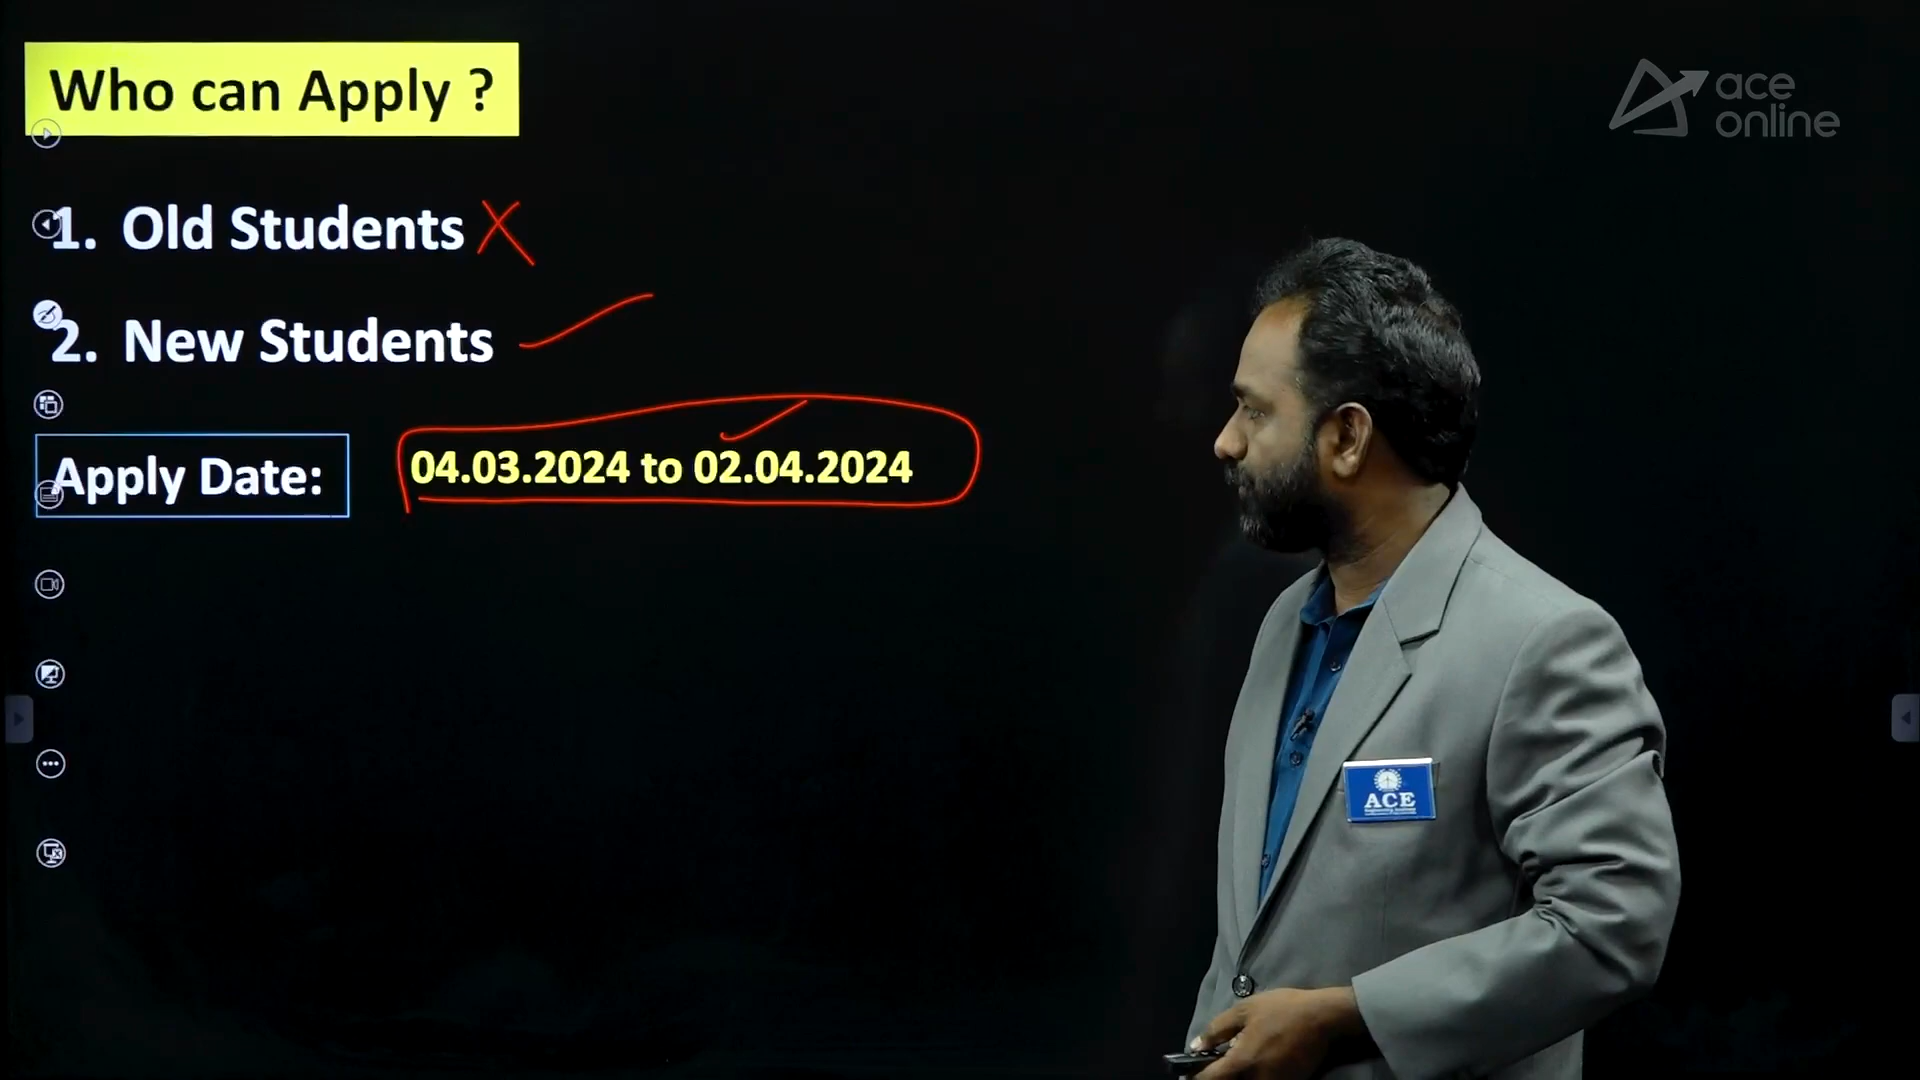 Who can Apply ?
ace
online
1. Old Students
2. New Students
Apply Date:
04.03.2024 to 02.04.2024
ACE